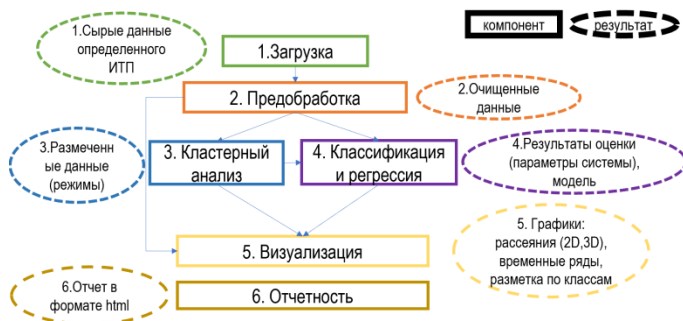 1.Сырые данные
определенного
ИТП
1.Загрузка
компонент
результат
2. Предобработка
2.Очищенные
данные
3.Размеченн
ые данные
(режимы)
3. Кластерный
анализ
4. Классификация
и регрессия
4.Результаты оценки
(параметры системы),
модель
5. Визуализация
5. Графики:
рассеяния (2D,3D),
временные ряды,
разметка по классам
6.Отчет в
формате html
6. Отчетность